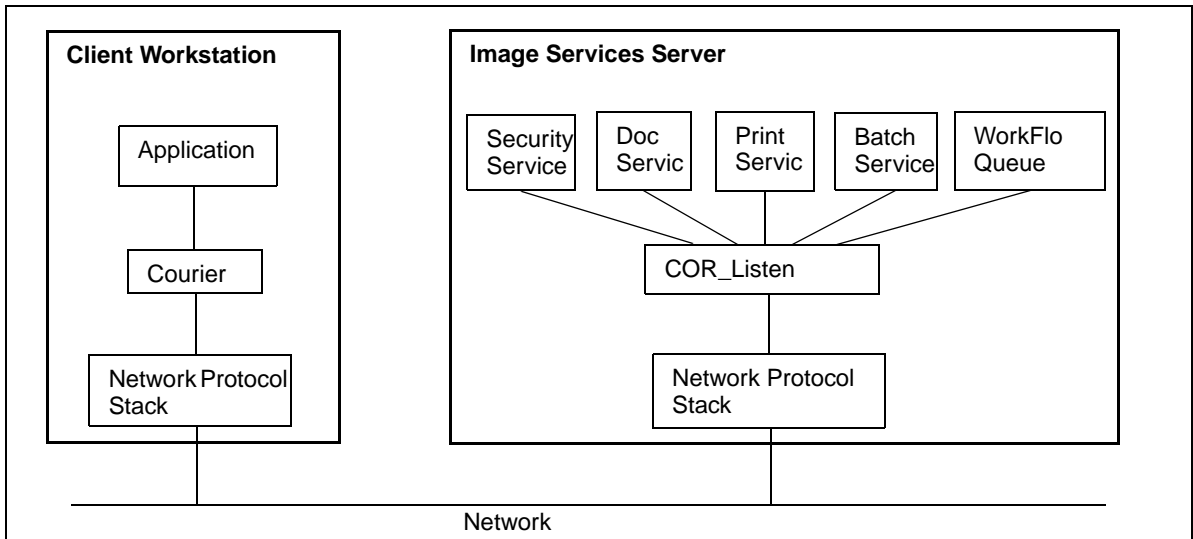 Client Workstation
Application
Courier
Network Protocol
Stack
Image Services Server
Security
Service
Doc
Servic
Print
Servic
Batch
Service
WorkFlo
Queue
COR_Listen
Network Protocol
Stack
Network